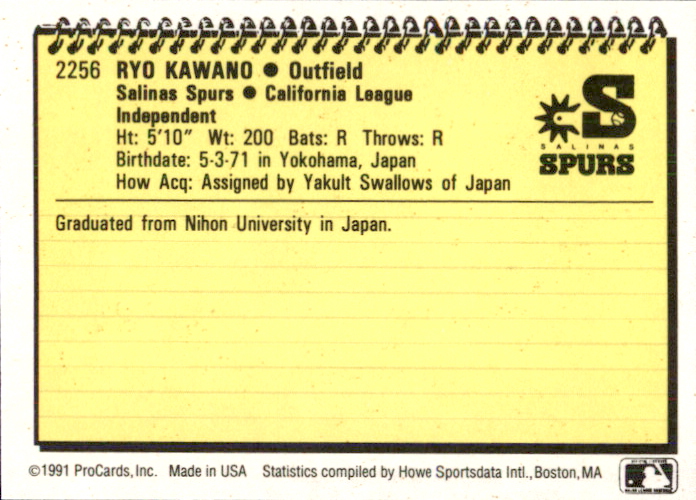 2256 RYO KAWANO ● Outfield
Salinas Spurs ● California League
Independent
Ht: 5'10" Wt: 200 Bats: R Throws: R
Birthdate: 5-3-71 in Yokohama, Japan
How Acq: Assigned by Yakult Swallows of Japan
S
SALINAS
SPURS
Graduated from Nihon University in Japan.
©1991 ProCards, Inc. Made in USA Statistics compiled by Howe Sportsdata Intl., Boston, MA